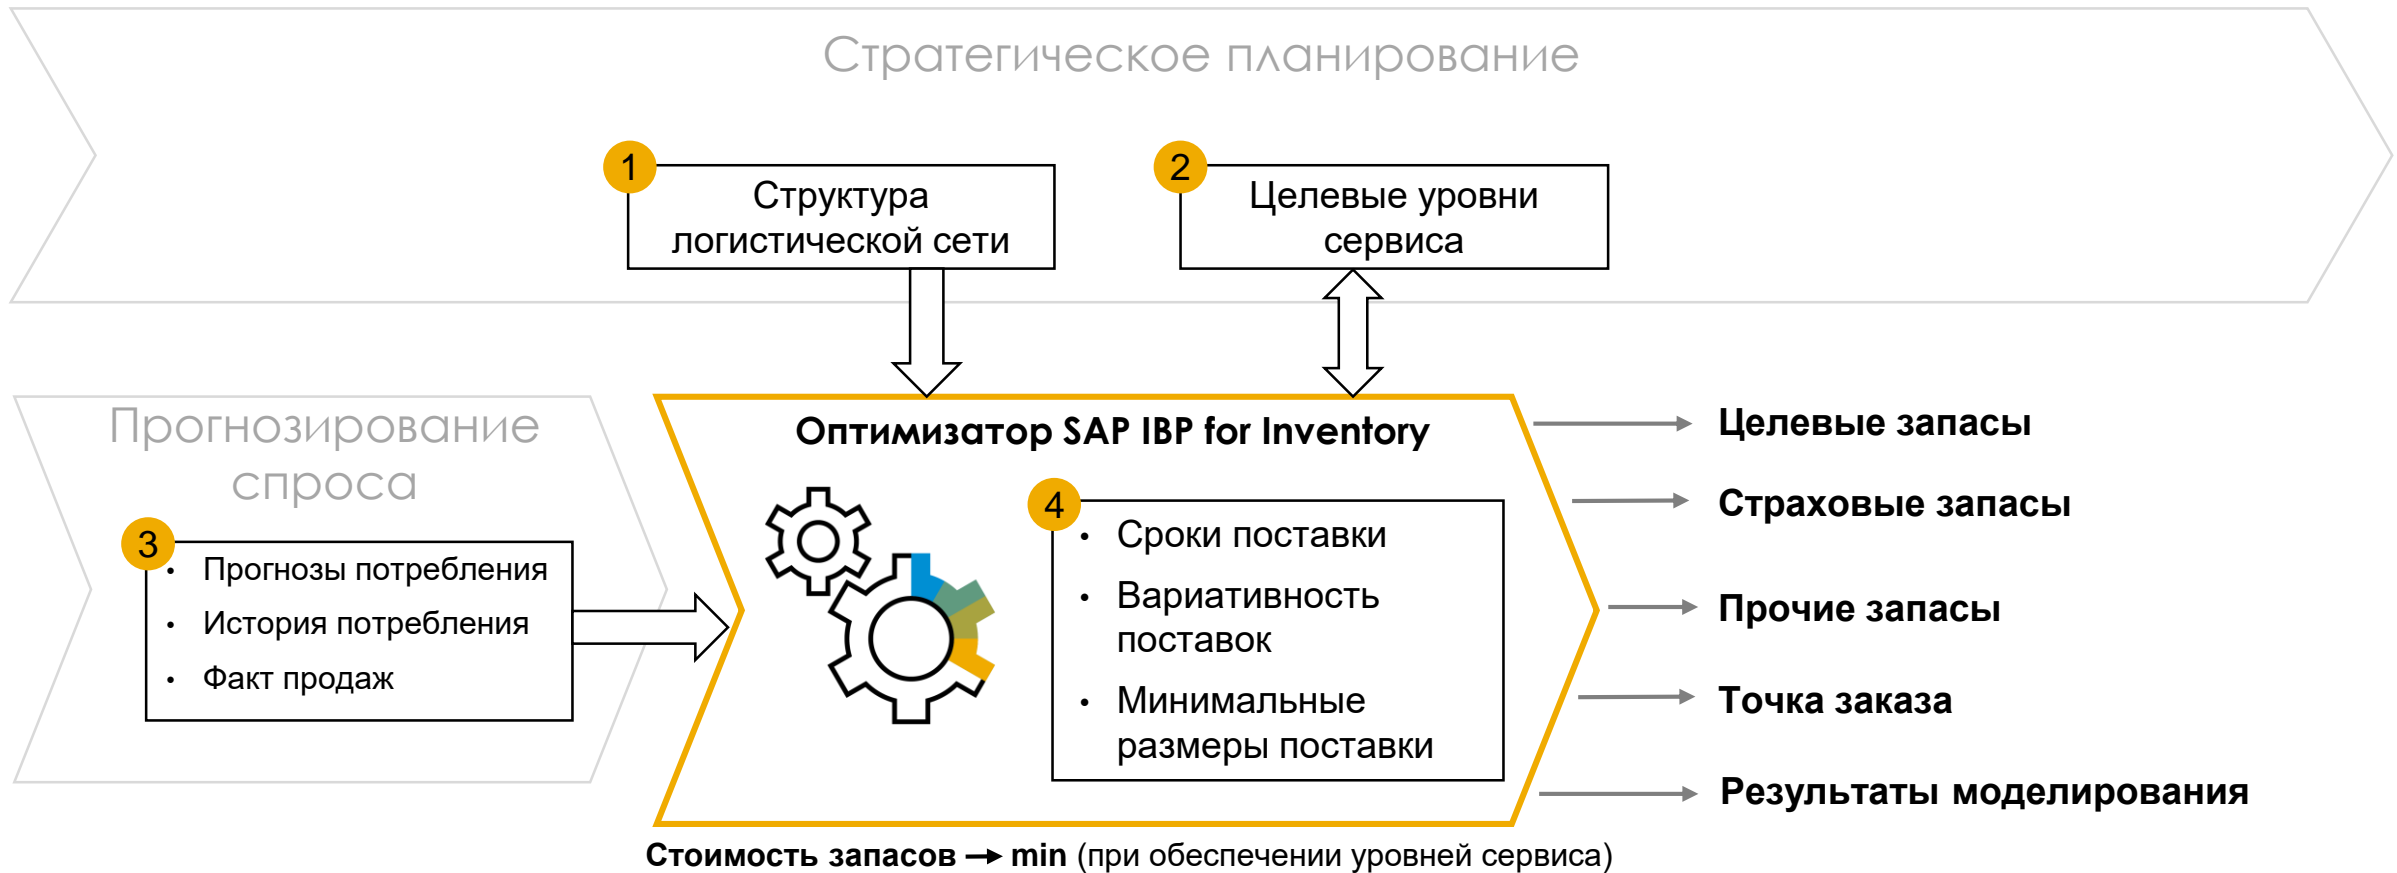 Стратегическое планирование
1
Структура
логистической сети
2
Целевые уровни
сервиса
Прогнозирование
спроса
3
• Прогнозы потребления
• История потребления
• Факт продаж
Оптимизатор SAP IBP for Inventory
4
• Сроки поставки
• Вариативность
поставок
• Минимальные
размеры поставки
Целевые запасы
Страховые запасы
Прочие запасы
Точка заказа
Результаты моделирования
Стоимость запасов → min (при обеспечении уровней сервиса)